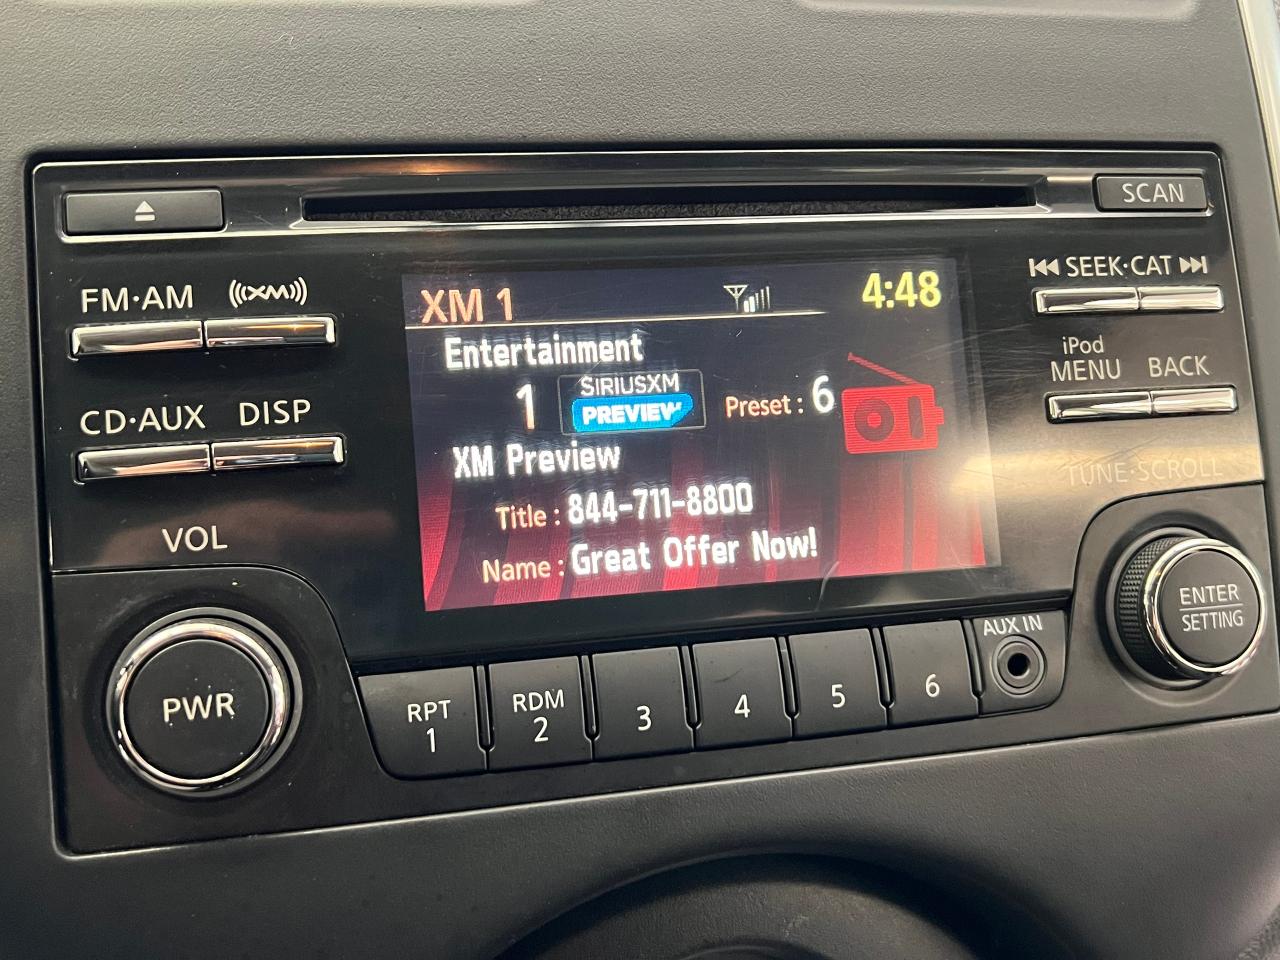 SCAN
FM·AM
((XM))
SEEK·CAT
XM 1
4:48
Entertainment
1
SIRIUSXM
PREVIEW
Preset : 6
iPod
MENU
BACK
CD·AUX
DISP
XM Preview
TUNE·SCROLL
Title : 844-711-8800
VOL
Name : Great Offer Now!
ENTER
SETTING
AUX IN
PWR
RPT
1
RDM
2
3
4
5
6